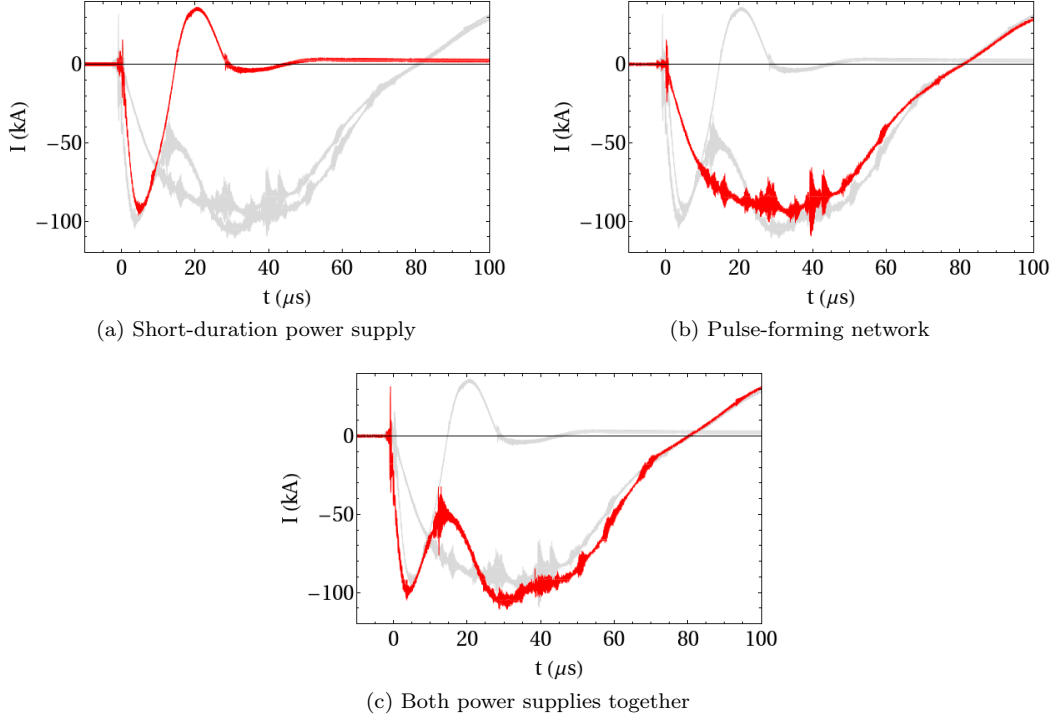 0
−50
−100
I (kA)
0 20 40 60 80 100
t (μs)
(a) Short-duration power supply
0
−50
−100
I (kA)
0 20 40 60 80 100
t (μs)
(b) Pulse-forming network
0
−50
−100
I (kA)
0 20 40 60 80 100
t (μs)
(c) Both power supplies together